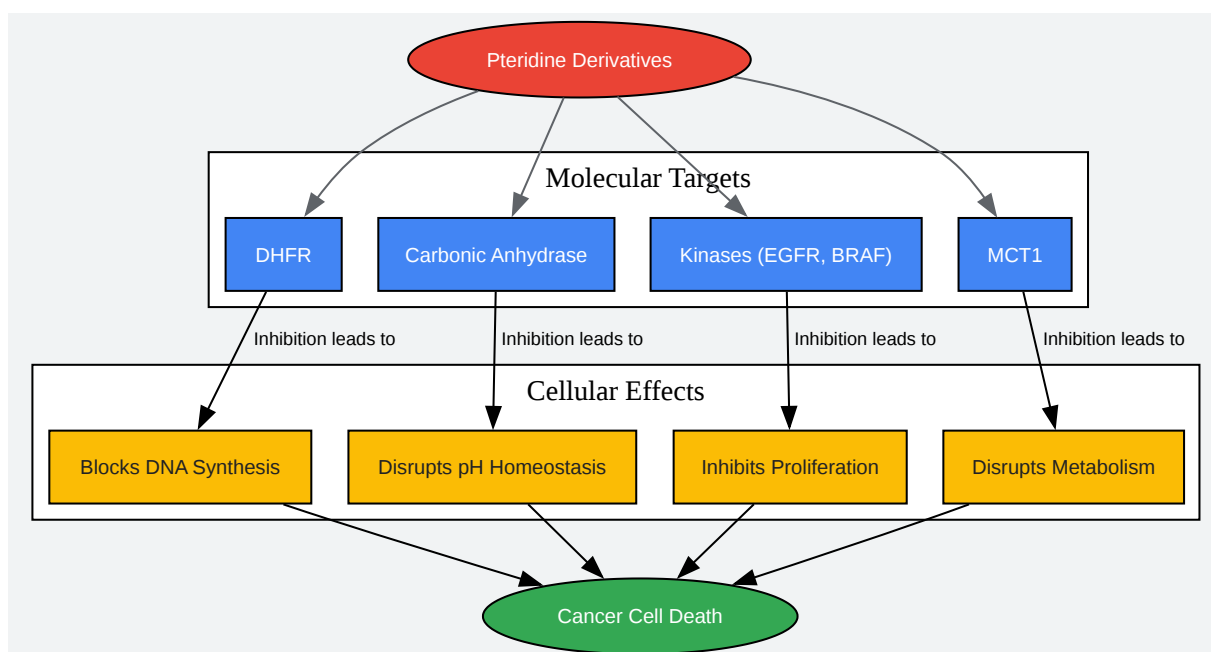 Pteridine Derivatives
Molecular Targets
DHFR
Carbonic Anhydrase
Kinases (EGFR, BRAF)
MCT1
Inhibition leads to
Inhibition leads to
Inhibition leads to
Inhibition leads to
Cellular Effects
Blocks DNA Synthesis
Disrupts pH Homeostasis
Inhibits Proliferation
Disrupts Metabolism
Cancer Cell Death